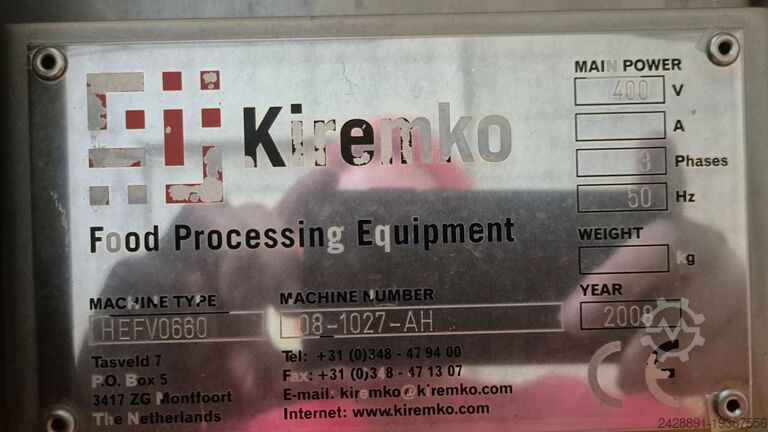 Kiremko
Food Processing Equipment
MACHINE TYPE
HEFV0660
MACHINE NUMBER
08-1027-AH
Tasveld 7
P.O. Box 5
3417 ZG Montfoort
The Netherlands
Tel: +31 (0)348 - 47 94 00
Fax: +31 (0)348 - 47 13 07
E-mail: kiremko@kiremko.com
Internet: www.kiremko.com
MAIN POWER
400 V
A
3 Phases
50 Hz
WEIGHT
kg
YEAR
2008
CE
2428891-19387556